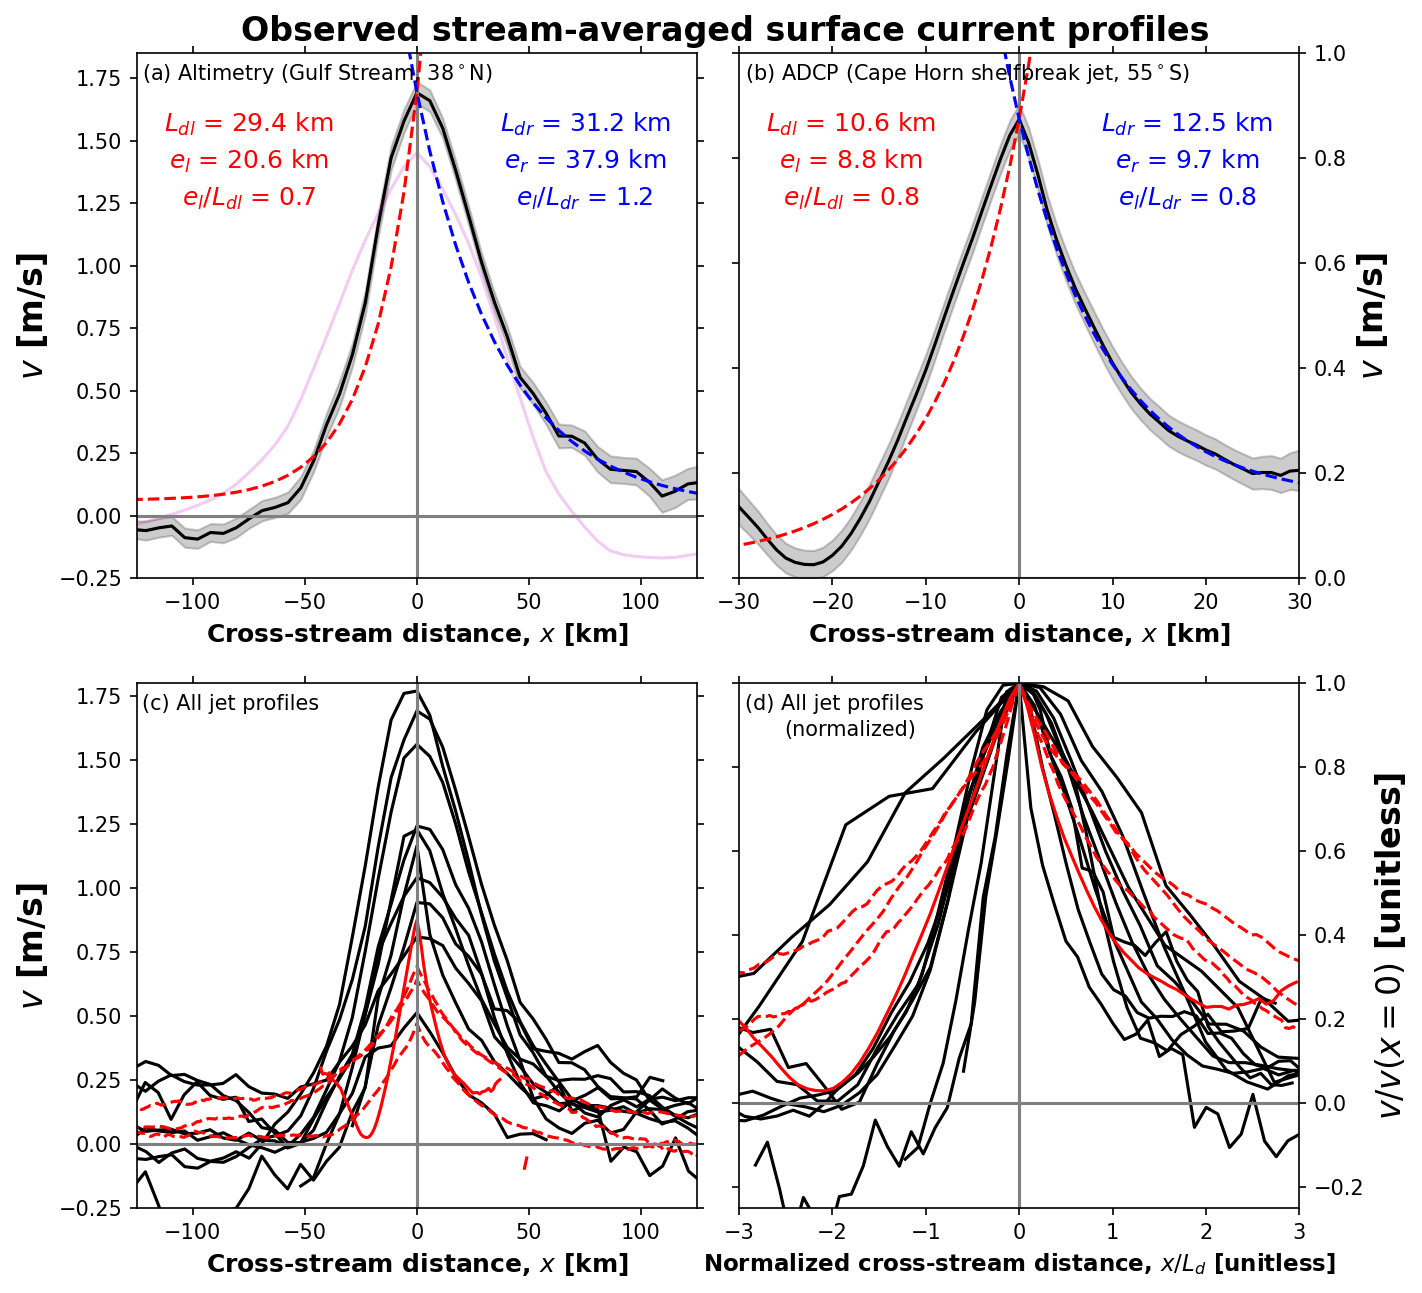 Observed stream-averaged surface current profiles
(a) Altimetry (Gulf Stream, 38°N)
L_dl = 29.4 km
e_l = 20.6 km
e_l/L_dl = 0.7
L_dr = 31.2 km
e_r = 37.9 km
e_l/L_dr = 1.2
v [m/s]
1.75
1.50
1.25
1.00
0.75
0.50
0.25
0.00
−0.25
−100 −50 0 50 100
Cross-stream distance, x [km]
(b) ADCP (Cape Horn shelfbreak jet, 55°S)
L_dl = 10.6 km
e_l = 8.8 km
e_l/L_dl = 0.8
L_dr = 12.5 km
e_r = 9.7 km
e_l/L_dr = 0.8
1.0
0.8
0.6
0.4
0.2
0.0
v [m/s]
−30 −20 −10 0 10 20 30
Cross-stream distance, x [km]
(c) All jet profiles
v [m/s]
1.75
1.50
1.25
1.00
0.75
0.50
0.25
0.00
−0.25
−100 −50 0 50 100
Cross-stream distance, x [km]
(d) All jet profiles
(normalized)
1.0
0.8
0.6
0.4
0.2
0.0
−0.2
v/v(x = 0) [unitless]
−3 −2 −1 0 1 2 3
Normalized cross-stream distance, x/L_d [unitless]